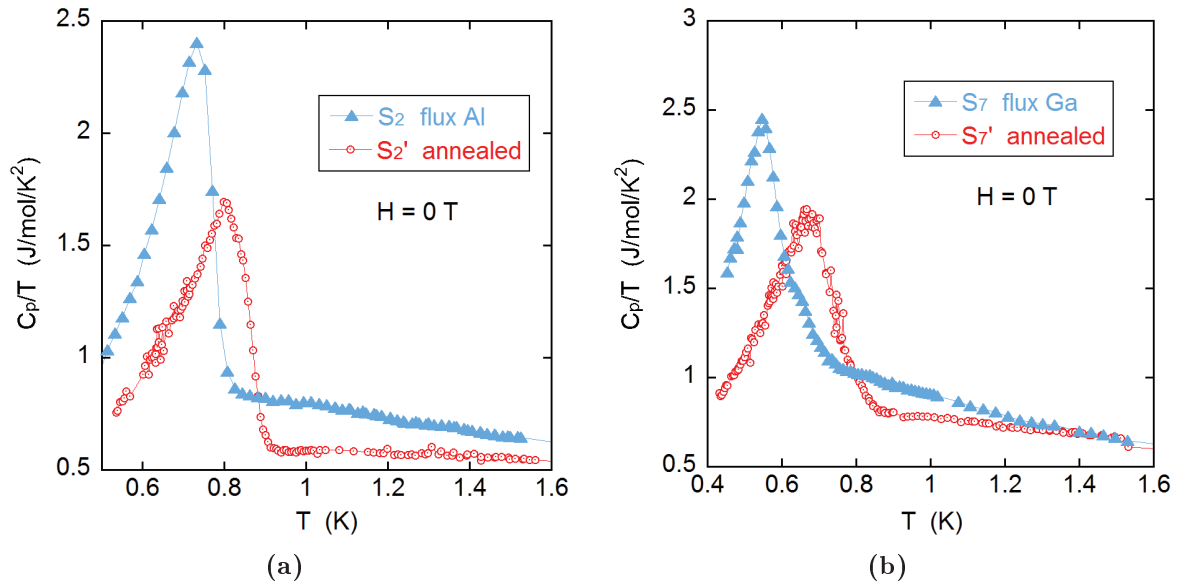 2.5
2
1.5
1
0.5
0.6 0.8 1 1.2 1.4 1.6
T (K)
Cp/T (J/mol/K²)
S2 flux Al
S2' annealed
H = 0 T
(a)
3
2.5
2
1.5
1
0.5
0.4 0.6 0.8 1 1.2 1.4 1.6
T (K)
Cp/T (J/mol/K²)
S7 flux Ga
S7' annealed
H = 0 T
(b)